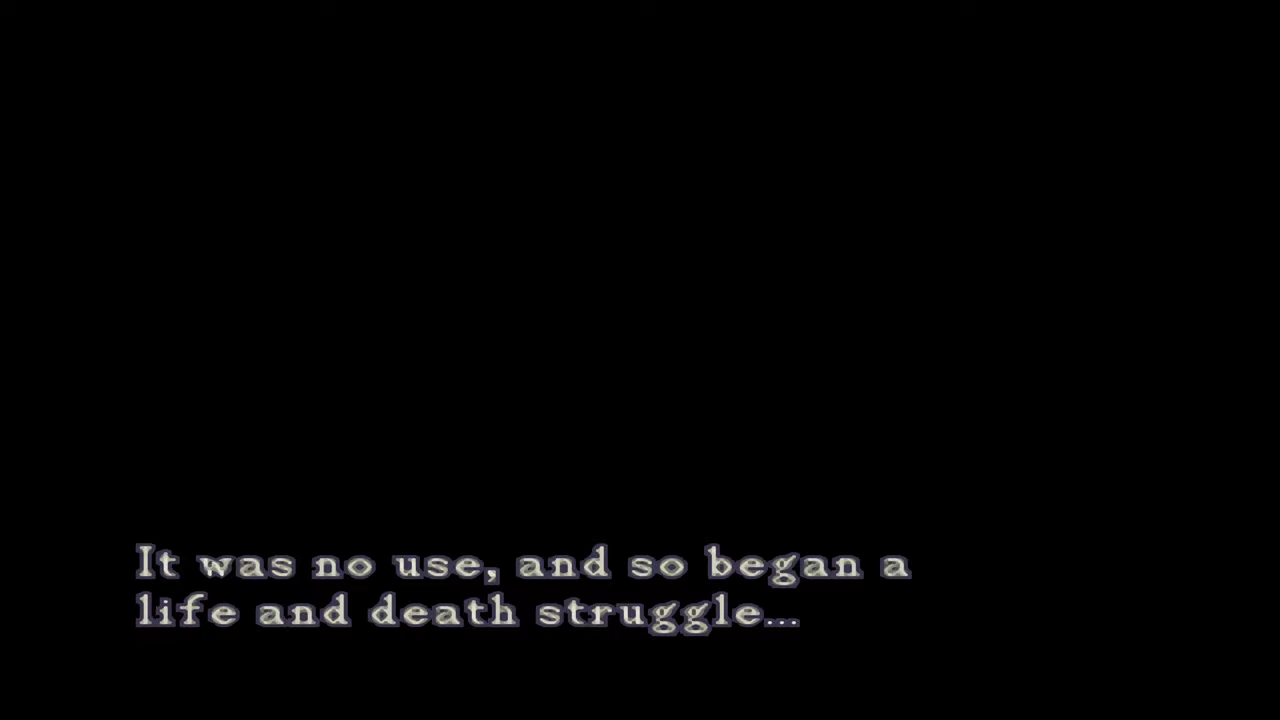 It was no use, and so began a
life and death struggle...